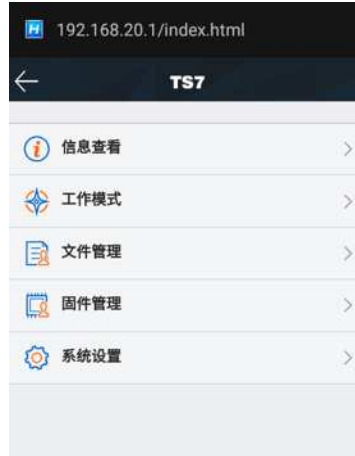 192.168.20.1/index.html
TS7
信息查看
工作模式
文件管理
固件管理
系统设置